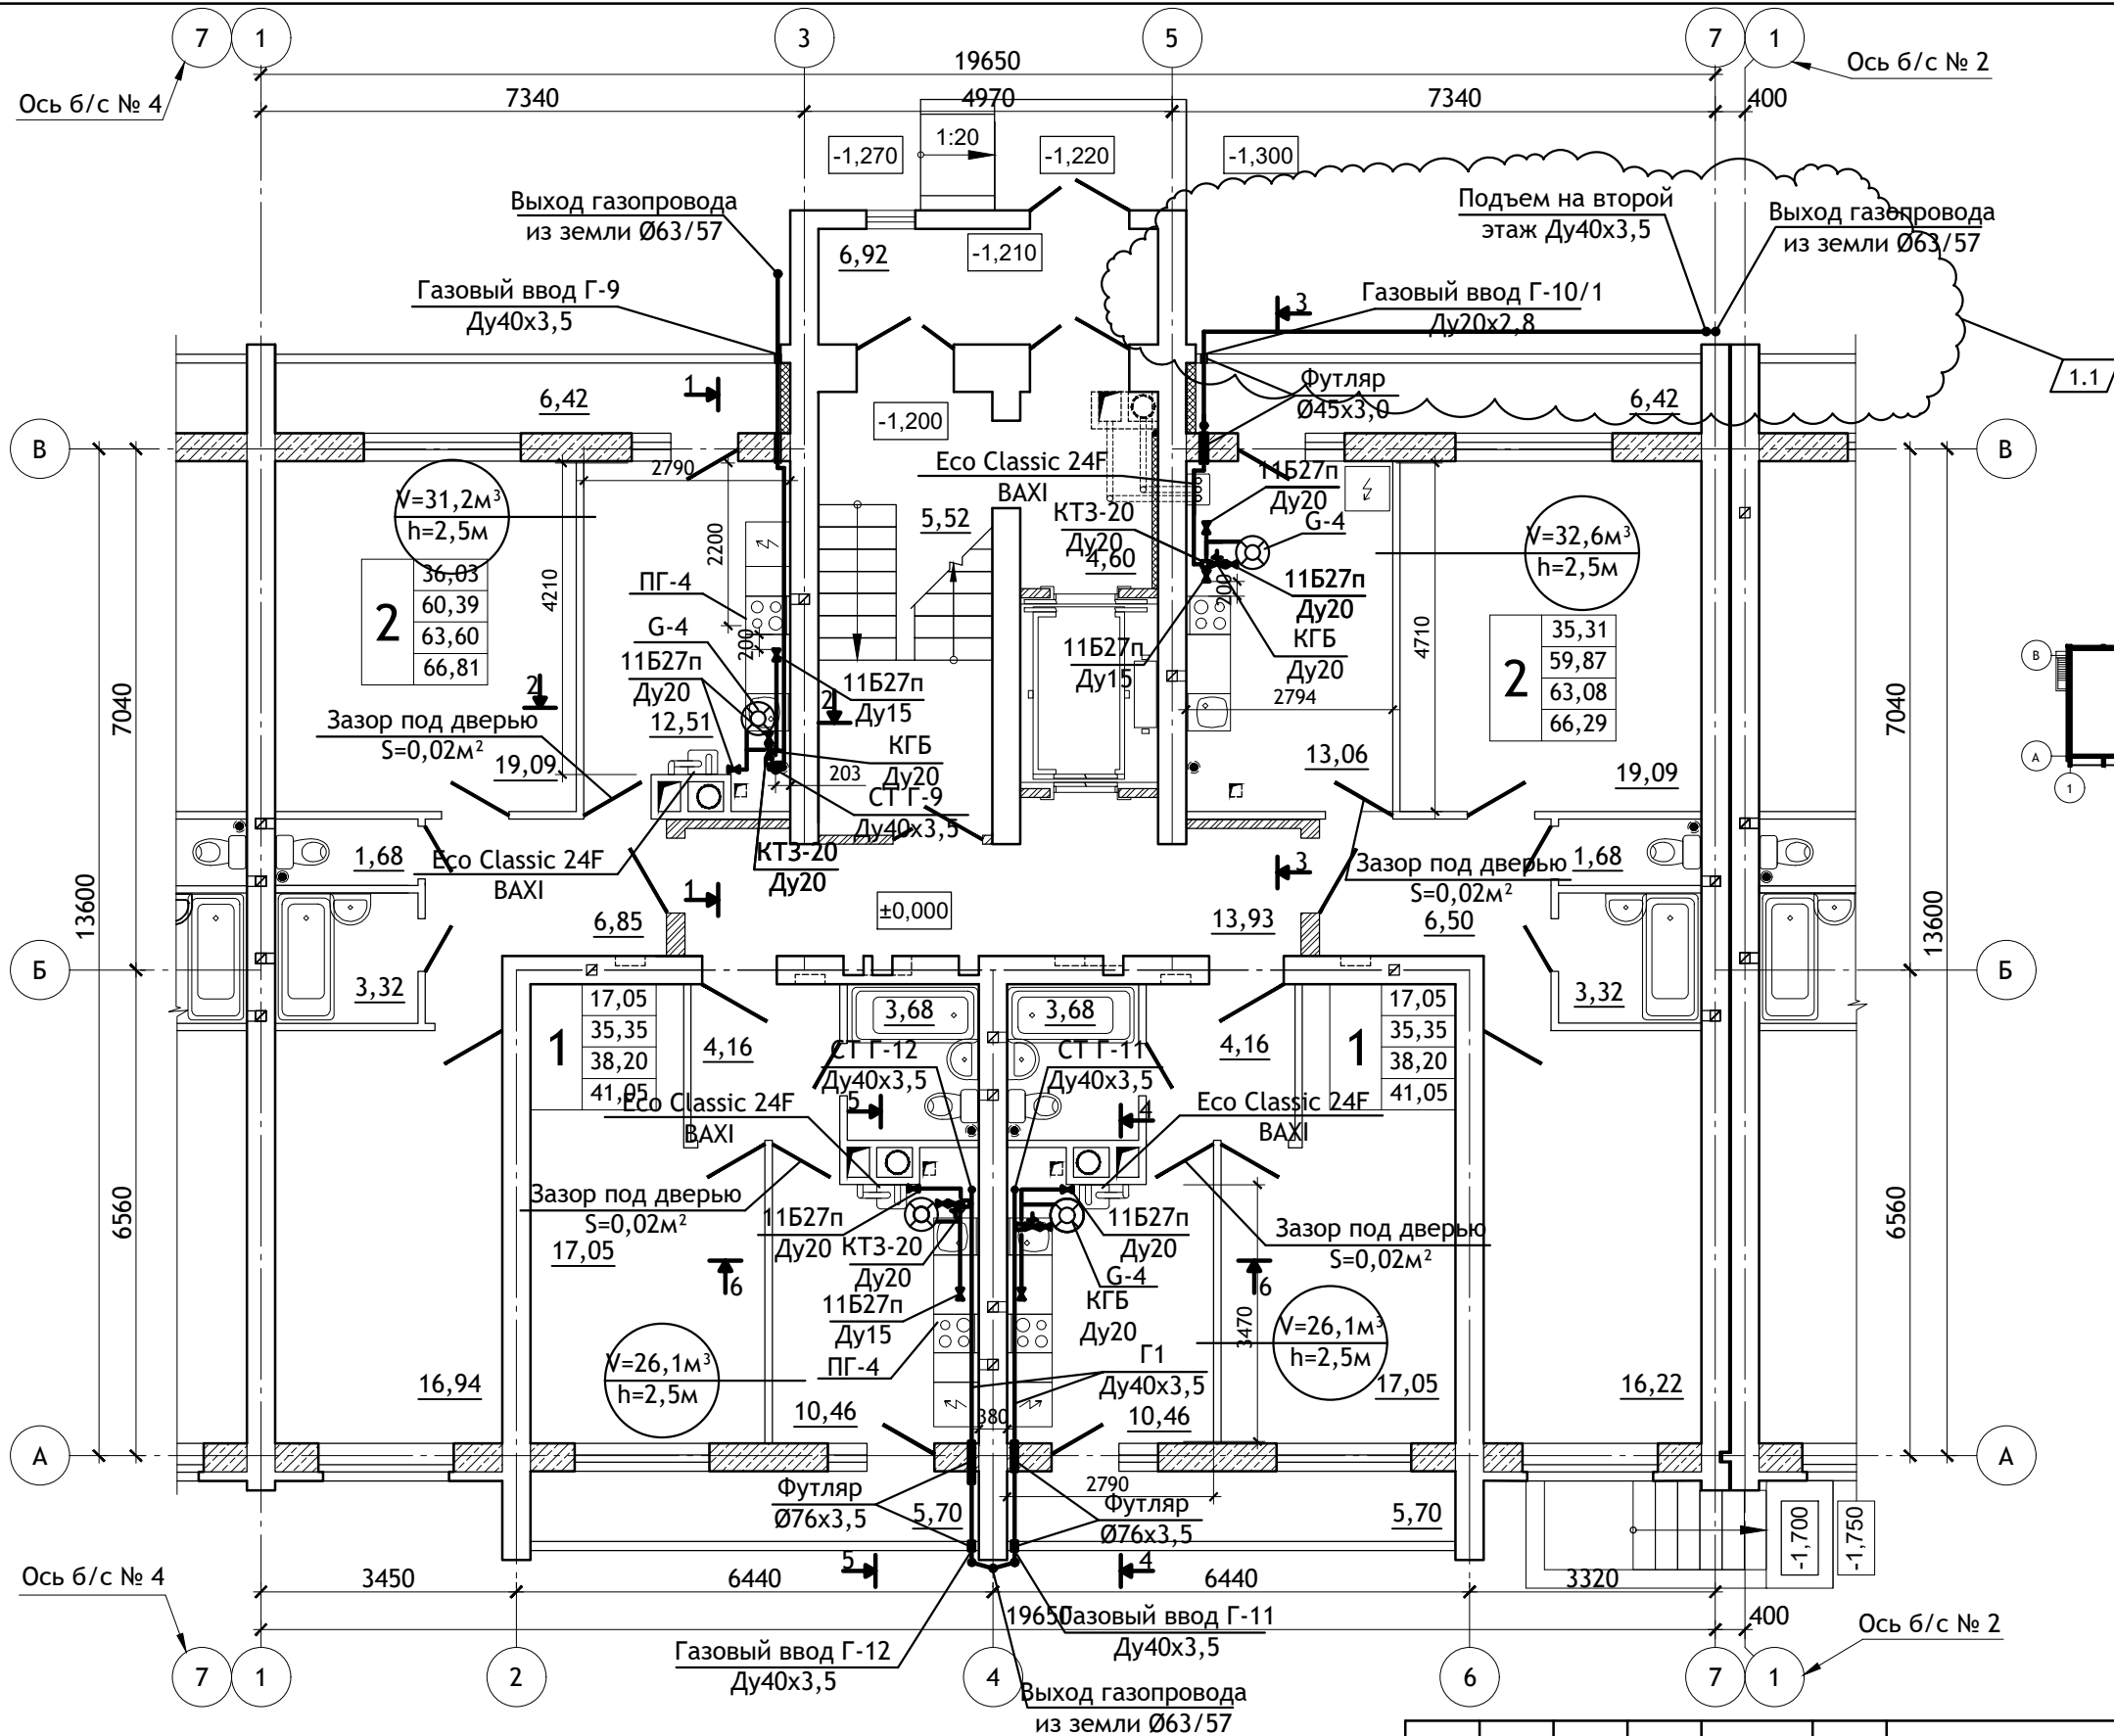 7
1
3
5
7
1
19650
Ось б/с № 2
Ось б/с № 4
7340
4970
7340
400
1:20
-1,270
-1,220
-1,300
Выход газопровода
из земли Ø63/57
Подъем на второй
этаж Ду40х3,5
Выход газопровода
из земли Ø63/57
6,92
-1,210
Газовый ввод Г-9
Ду40х3,5
Газовый ввод Г-10/1
Ду20х2,8
3
1
6,42
Футляр
Ø45х3,0
6,42
1.1
-1,200
В
В
2790
Eco Classic 24F
BAXI
11Б27п
Ду20
V=31,2м³
h=2,5м
5,52
КТЗ-20
Ду20
G-4
V=32,6м³
h=2,5м
2200
4,60
36,03
60,39
63,60
66,81
2
4210
ПГ-4
11Б27п
Ду20
200
G-4
200
КГБ
Ду20
4710
35,31
59,87
63,08
66,29
2
11Б27п
Ду20
11Б27п
Ду15
11Б27п
Ду15
В
А
1
2
2
2794
7040
7040
Зазор под дверью
S=0,02м²
12,51
КГБ
Ду20
19,09
203
13,06
19,09
СТ Г-9
Ду40х3,5
КТЗ-20
Ду20
1,68
Eco Classic 24F
BAXI
Зазор под дверью
S=0,02м²
1,68
3
1
13600
13600
±0,000
6,85
13,93
6,50
Б
Б
3,32
3,32
17,05
35,35
38,20
41,05
1
3,68
3,68
17,05
35,35
38,20
41,05
1
4,16
4,16
СТ Г-12
Ду40х3,5
СТ Г-11
Ду40х3,5
Eco Classic 24F
BAXI
5
4
Eco Classic 24F
BAXI
Зазор под дверью
S=0,02м²
11Б27п
Ду20
11Б27п
Ду20
Зазор под дверью
S=0,02м²
6560
6560
17,05
КТЗ-20
Ду20
G-4
6
6
11Б27п
Ду15
КГБ
Ду20
3470
V=26,1м³
h=2,5м
V=26,1м³
h=2,5м
ПГ-4
Г1
Ду40х3,5
16,94
17,05
16,22
10,46
380
10,46
А
А
2790
Футляр
Ø76х3,5
5,70
Футляр
Ø76х3,5
5,70
-1,700
-1,750
5
4
Ось б/с № 4
3450
6440
6440
3320
19650
400
Газовый ввод Г-11
Ду40х3,5
Ось б/с № 2
Газовый ввод Г-12
Ду40х3,5
7
1
2
4
6
7
1
Выход газопровода
из земли Ø63/57